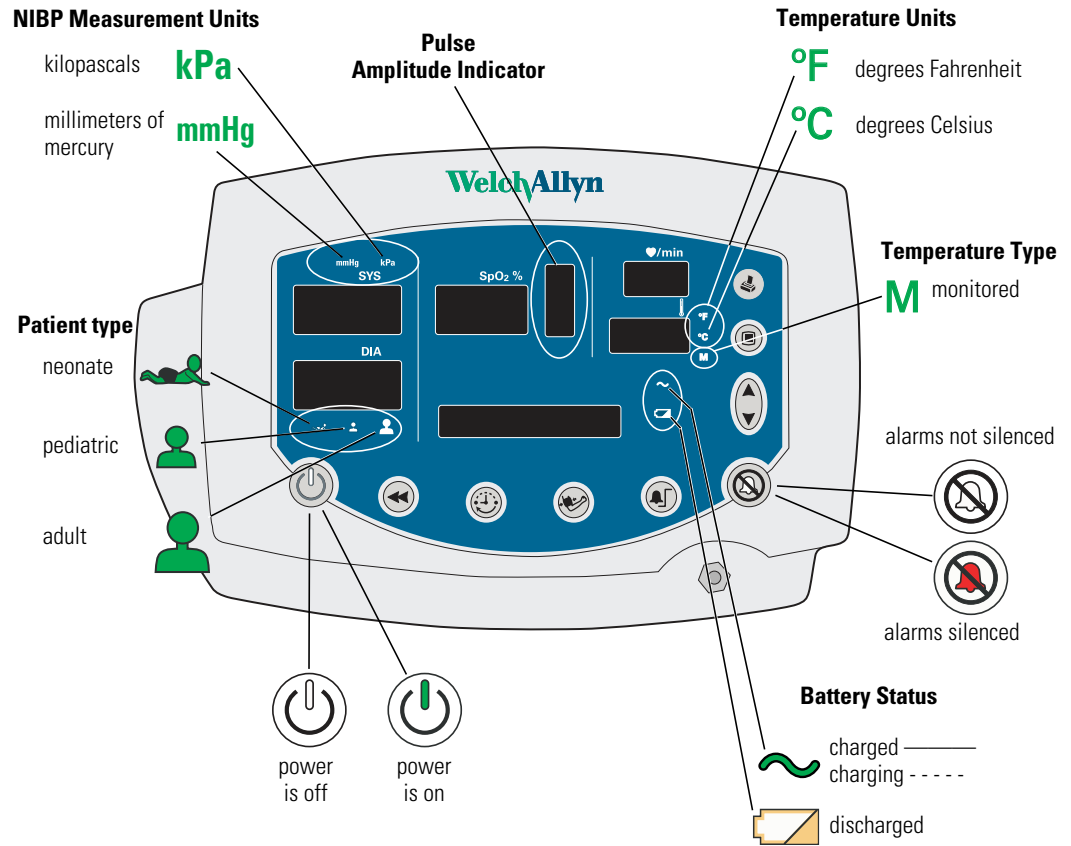 NIBP Measurement Units
kilopascals kPa
millimeters of
mercury
mmHg
Pulse
Amplitude Indicator
Temperature Units
°F degrees Fahrenheit
°C degrees Celsius
WelchAllyn
Temperature Type
M monitored
mmHg kPa
SYS
SpO2 %
/min
°F
°C
M
DIA
Patient type
neonate
pediatric
adult
alarms not silenced
alarms silenced
power
is off
power
is on
Battery Status
charged
charging - - - - -
discharged